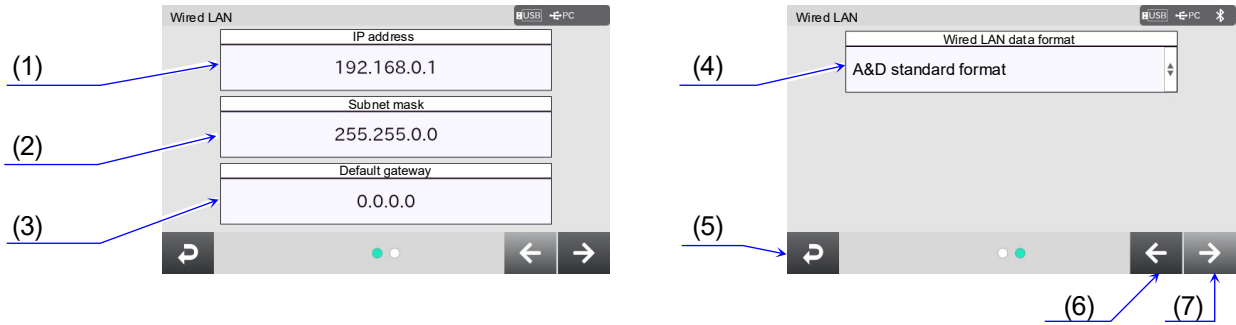 Wired LAN
USB PC
IP address
(1)
192.168.0.1
Subnet mask
(2)
255.255.0.0
Default gateway
(3)
0.0.0.0
Wired LAN
USB PC
Wired LAN data format
(4)
A&D standard format
(5)
(6)
(7)